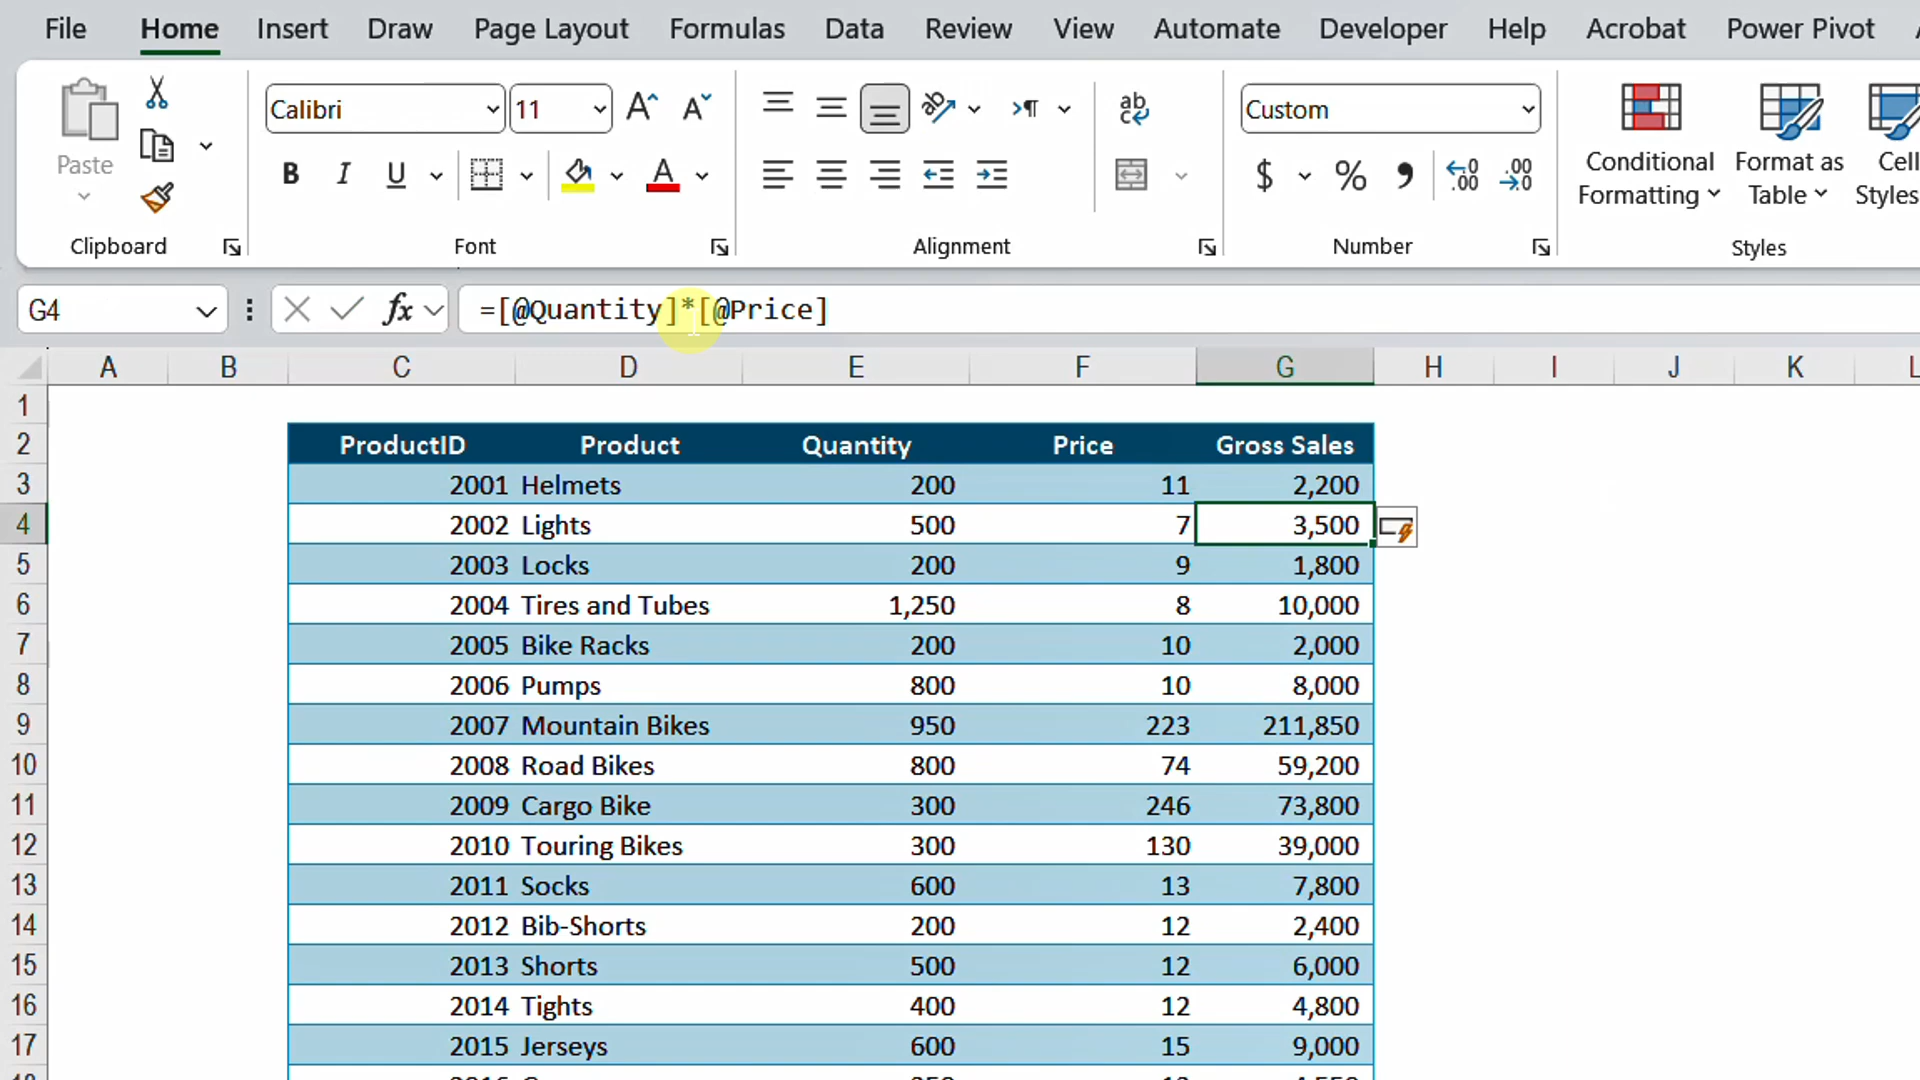 File Home Insert Draw Page Layout Formulas Data Review View Automate Developer Help Acrobat Power Pivot
Paste
Clipboard
Calibri 11
B I U
Font
Alignment
Custom
$ % 9 .00 .00
Number
Conditional Formatting
Format as Table
Cell Styles
Styles
G4 fx =[@Quantity]*[@Price]
A B C D E F G H I J K L
1
2 ProductID Product Quantity Price Gross Sales
3 2001 Helmets 200 11 2,200
4 2002 Lights 500 7 3,500
5 2003 Locks 200 9 1,800
6 2004 Tires and Tubes 1,250 8 10,000
7 2005 Bike Racks 200 10 2,000
8 2006 Pumps 800 10 8,000
9 2007 Mountain Bikes 950 223 211,850
10 2008 Road Bikes 800 74 59,200
11 2009 Cargo Bike 300 246 73,800
12 2010 Touring Bikes 300 130 39,000
13 2011 Socks 600 13 7,800
14 2012 Bib-Shorts 200 12 2,400
15 2013 Shorts 500 12 6,000
16 2014 Tights 400 12 4,800
17 2015 Jerseys 600 15 9,000